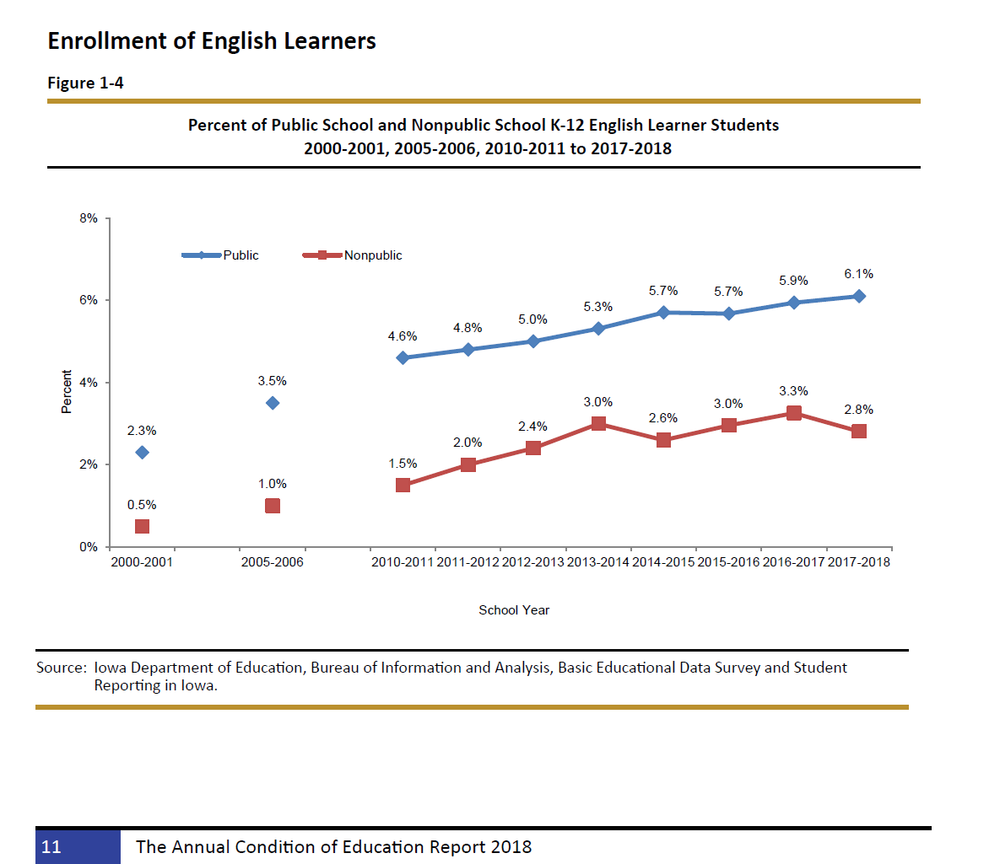 Enrollment of English Learners
Figure 1-4
Percent of Public School and Nonpublic School K-12 English Learner Students
2000-2001, 2005-2006, 2010-2011 to 2017-2018
8%
Public Nonpublic
6.1%
5.9%
5.7% 5.7%
6%
5.3%
5.0%
4.8%
4.6%
4%
3.5%
3.3%
3.0% 3.0%
2.8%
2.6%
2.4%
2.3%
2.0%
2%
1.5%
1.0%
0.5%
0%
Percent
2000-2001 2005-2006 2010-2011 2011-2012 2012-2013 2013-2014 2014-2015 2015-2016 2016-2017 2017-2018
School Year
Source: Iowa Department of Education, Bureau of Information and Analysis, Basic Educational Data Survey and Student
Reporting in Iowa.
11 The Annual Condition of Education Report 2018